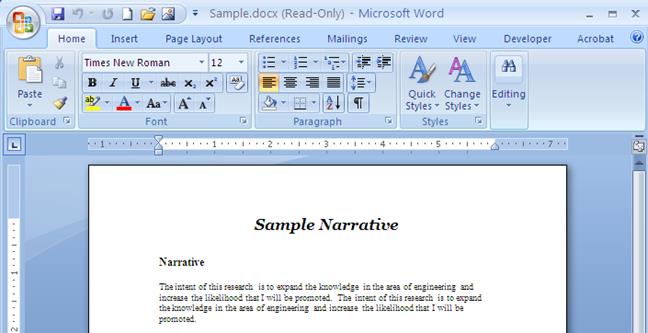 Sample.docx (Read-Only) - Microsoft Word
Home Insert Page Layout References Mailings Review View Developer Acrobat
Times New Roman 12
B I U abc X₂ X² Aa A A A
Paste Quick Styles Change Styles Editing
Clipboard Font Paragraph Styles
1 1 2 3 4 5 7
Sample Narrative
Narrative
The intent of this research is to expand the knowledge in the area of engineering and
increase the likelihood that I will be promoted. The intent of this research is to expand
the knowledge in the area of engineering and increase the likelihood that I will be
promoted.